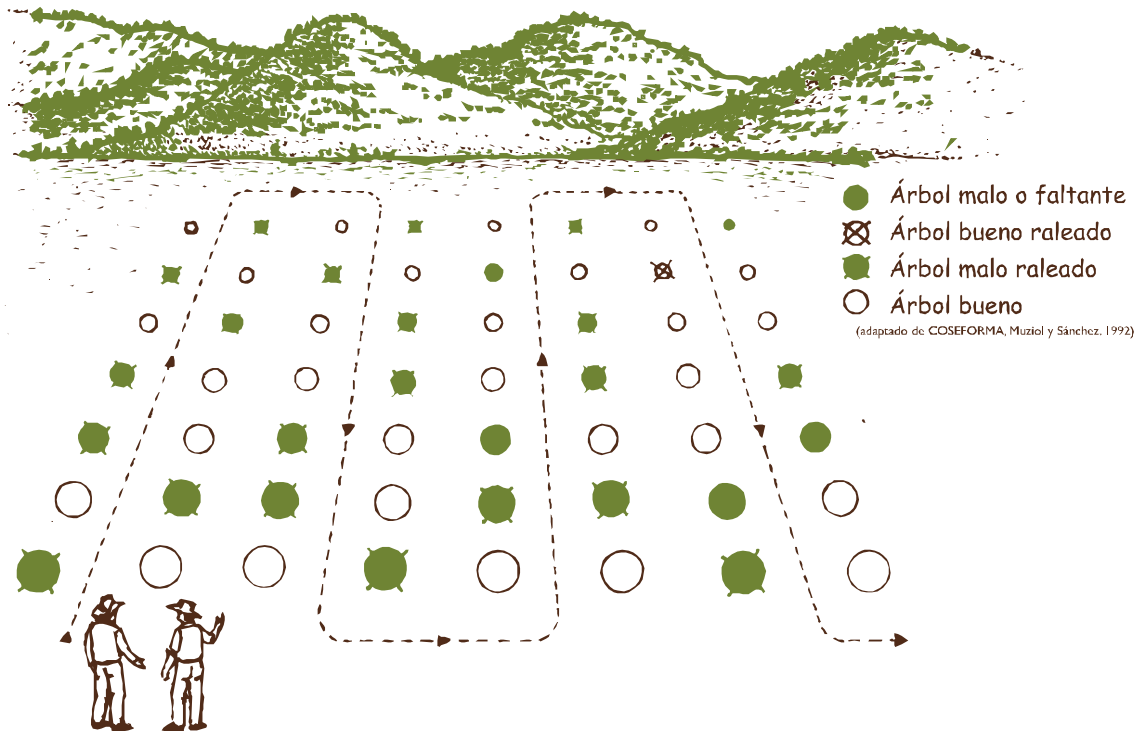 Árbol malo o faltante
Árbol bueno raleado
Árbol malo raleado
Árbol bueno
(adaptado de COSEFORMA, Muziol y Sánchez. 1992)